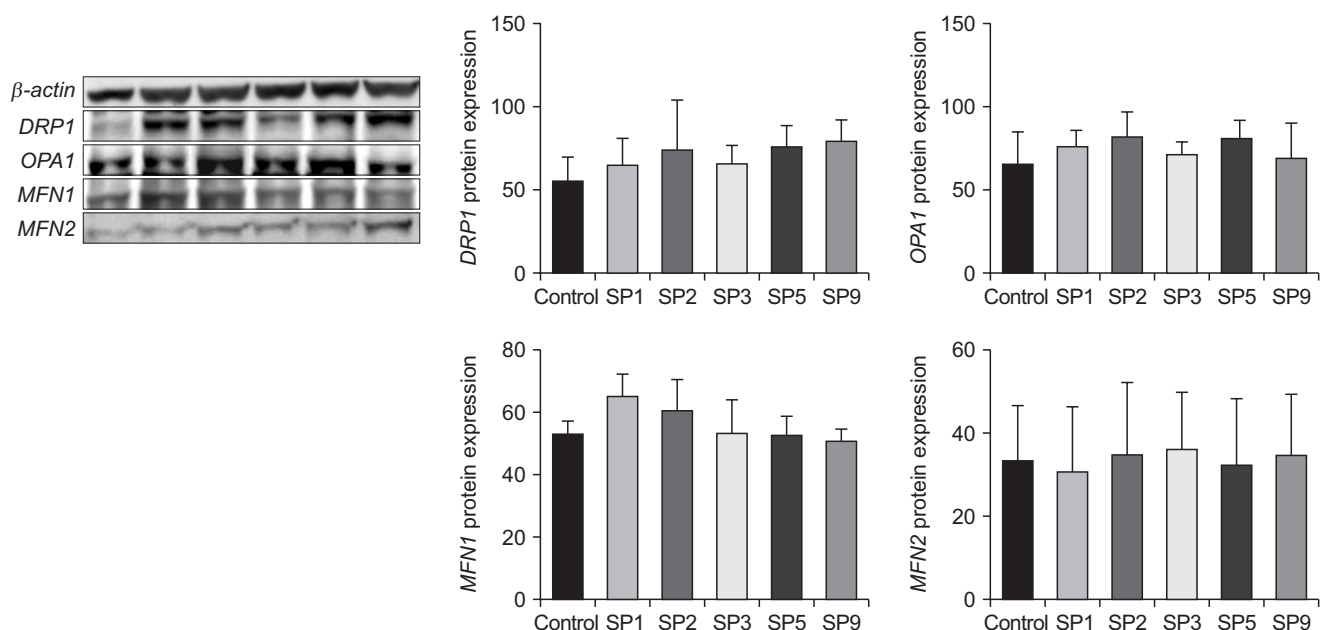 β-actin
DRP1
OPA1
MFN1
MFN2
DRP1 protein expression
150
100
50
0
Control SP1 SP2 SP3 SP5 SP9
OPA1 protein expression
150
100
50
0
Control SP1 SP2 SP3 SP5 SP9
MFN1 protein expression
80
60
40
20
0
Control SP1 SP2 SP3 SP5 SP9
MFN2 protein expression
60
40
20
0
Control SP1 SP2 SP3 SP5 SP9